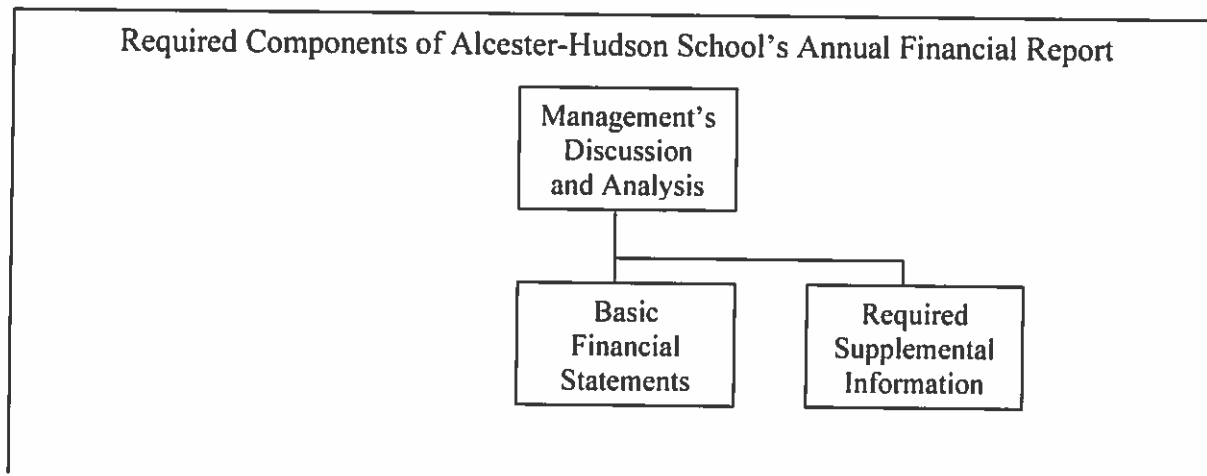 Required Components of Alcester-Hudson School's Annual Financial Report
Management's
Discussion
and Analysis
Basic
Financial
Statements
Required
Supplemental
Information